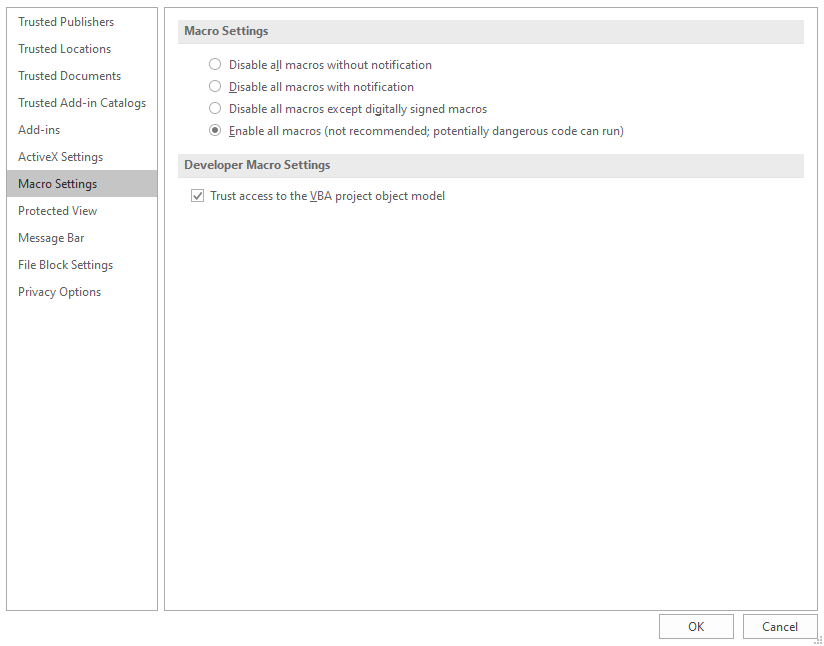 Trusted Publishers
Trusted Locations
Trusted Documents
Trusted Add-in Catalogs
Add-ins
ActiveX Settings
Macro Settings
Protected View
Message Bar
File Block Settings
Privacy Options
Macro Settings
Disable all macros without notification
Disable all macros with notification
Disable all macros except digitally signed macros
Enable all macros (not recommended; potentially dangerous code can run)
Developer Macro Settings
Trust access to the VBA project object model
OK
Cancel